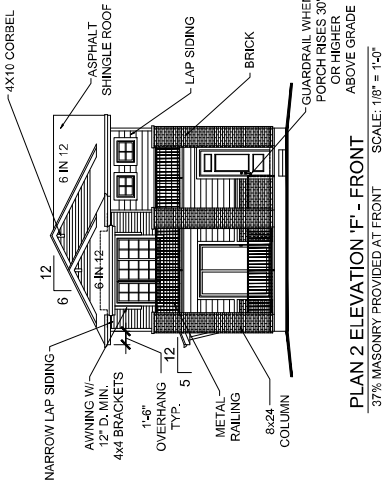 4X10 CORBEL
ASPHALT
SHINGLE ROOF
LAP SIDING
BRICK
GUARDRAIL WHEN
PORCH RISES 30"
OR HIGHER
ABOVE GRADE
6 IN 12
12
6
6 IN 12
12
5
NARROW LAP SIDING
AWNING W/
12" D. MIN.
4x4 BRACKETS
1'-6"
OVERHANG
TYP.
METAL
RAILING
8x24
COLUMN
PLAN 2 ELEVATION 'F' - FRONT
37% MASONRY PROVIDED AT FRONT SCALE: 1/8" = 1'-0"